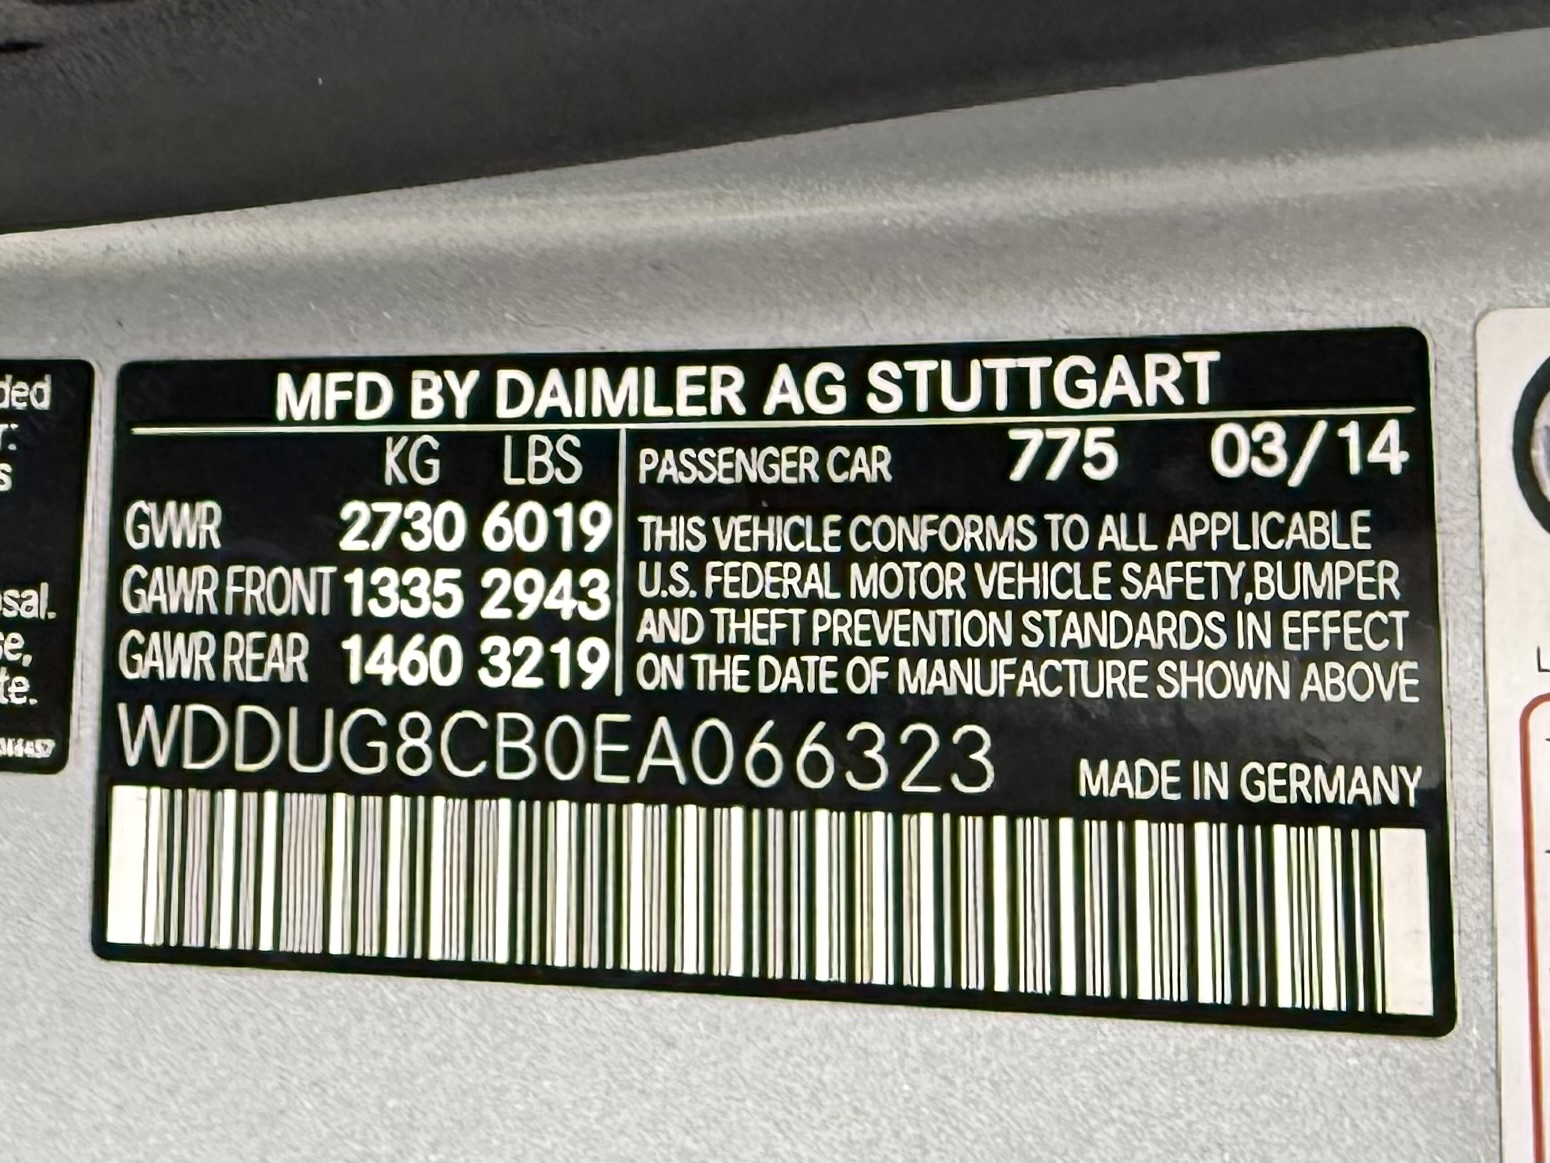 MFD BY DAIMLER AG STUTTGART
KG LBS
GVWR 2730 6019
GAWR FRONT 1335 2943
GAWR REAR 1460 3219
PASSENGER CAR 775 03/14
THIS VEHICLE CONFORMS TO ALL APPLICABLE
U.S. FEDERAL MOTOR VEHICLE SAFETY,BUMPER
AND THEFT PREVENTION STANDARDS IN EFFECT
ON THE DATE OF MANUFACTURE SHOWN ABOVE
WDDUG8CB0EA066323
MADE IN GERMANY